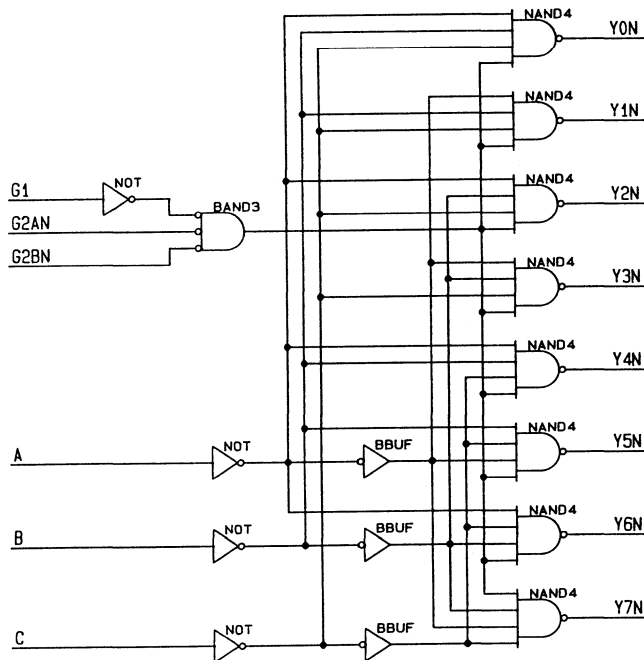 NAND4
Y0N
NAND4
Y1N
NAND4
Y2N
G1
NOT
BAND3
G2AN
G2BN
NAND4
Y3N
NAND4
Y4N
NAND4
Y5N
A
NOT
BBUF
NAND4
Y6N
B
NOT
BBUF
NAND4
Y7N
C
NOT
BBUF